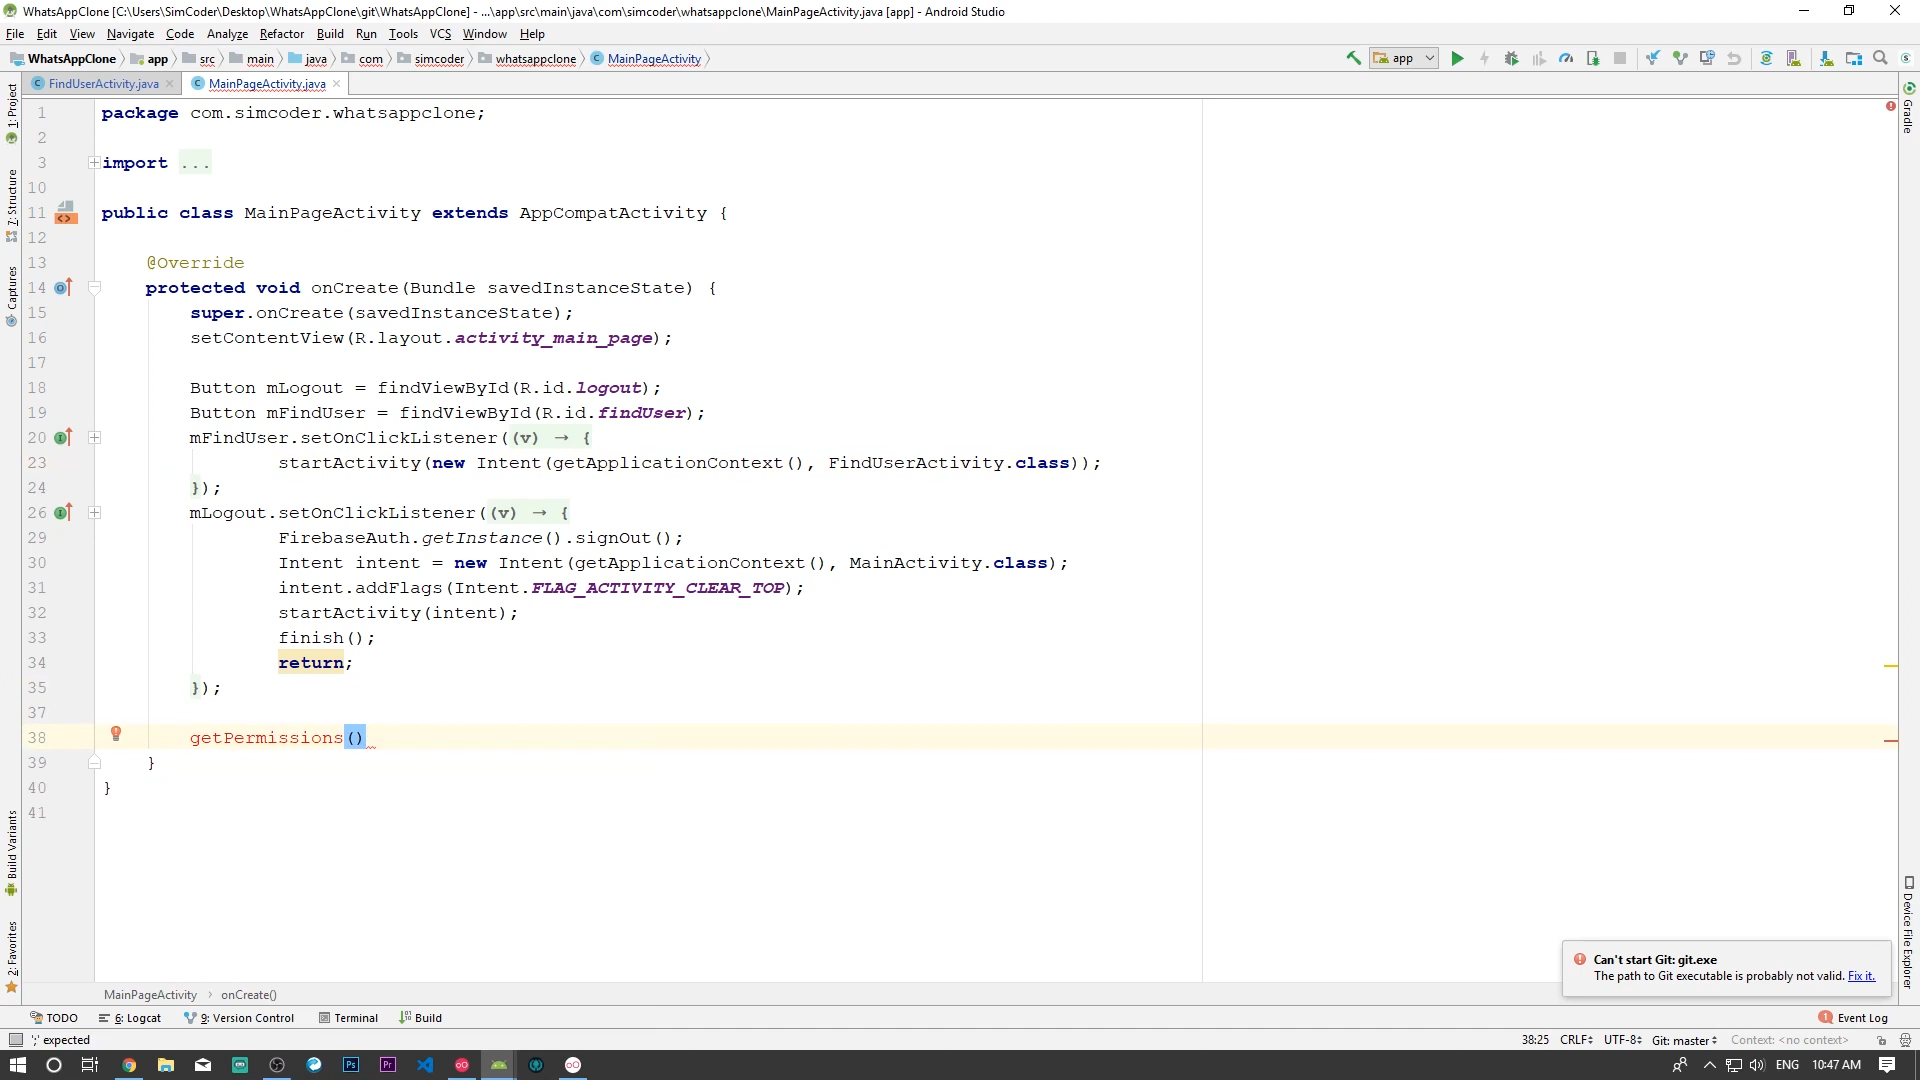 WhatsAppClone [C:\Users\SimCoder\Desktop\WhatsAppClone\git\WhatsAppClone] - ...\app\src\main\java\com\simcoder\whatsappclone\MainPageActivity.java [app] - Android Studio
File Edit View Navigate Code Analyze Refactor Build Run Tools VCS Window Help
WhatsAppClone app src main java com simcoder whatsappclone MainPageActivity app
FindUserActivity.java MainPageActivity.java
1: Project
7: Structure
Captures
Build Variants
2: Favorites
Gradle
Device File Explorer
1 package com.simcoder.whatsappclone;
2
3 import ...
10
11 public class MainPageActivity extends AppCompatActivity {
12
13 @Override
14 protected void onCreate(Bundle savedInstanceState) {
15 super.onCreate(savedInstanceState);
16 setContentView(R.layout.activity_main_page);
17
18 Button mLogout = findViewById(R.id.logout);
19 Button mFindUser = findViewById(R.id.findUser);
20 mFindUser.setOnClickListener((v) → {
23 startActivity(new Intent(getApplicationContext(), FindUserActivity.class));
24 });
26 mLogout.setOnClickListener((v) → {
29 FirebaseAuth.getInstance().signOut();
30 Intent intent = new Intent(getApplicationContext(), MainActivity.class);
31 intent.addFlags(Intent.FLAG_ACTIVITY_CLEAR_TOP);
32 startActivity(intent);
33 finish();
34 return;
35 });
37
38 getPermissions()
39 }
40 }
41
Can't start Git: git.exe
The path to Git executable is probably not valid. Fix it.
MainPageActivity › onCreate()
TODO 6: Logcat 9: Version Control Terminal Build 1 Event Log
';' expected 38:25 CRLF UTF-8 Git: master Context: <no context>
Ps Pr ENG 10:47 AM